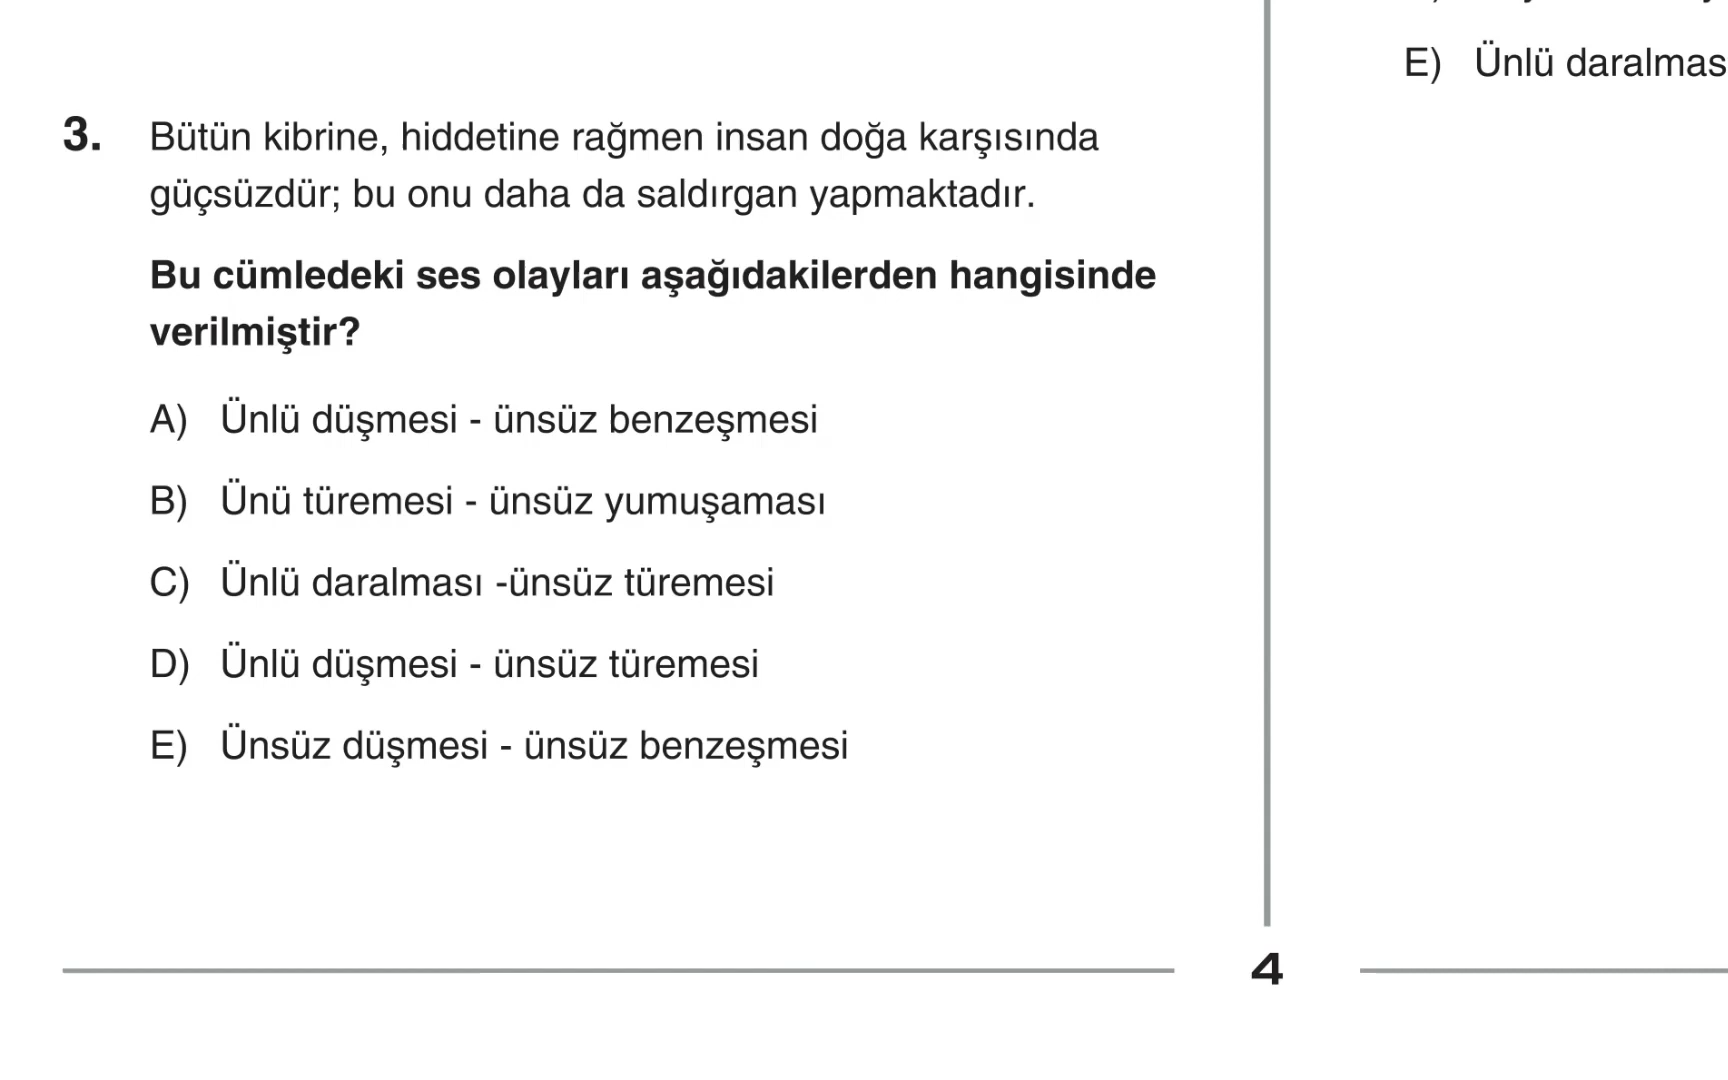 3. Bütün kibrine, hiddetine rağmen insan doğa karşısında
güçsüzdür; bu onu daha da saldırgan yapmaktadır.
Bu cümledeki ses olayları aşağıdakilerden hangisinde
verilmiştir?
A) Ünlü düşmesi - ünsüz benzeşmesi
B) Ünü türemesi - ünsüz yumuşaması
C) Ünlü daralması -ünsüz türemesi
D) Ünlü düşmesi - ünsüz türemesi
E) Ünsüz düşmesi - ünsüz benzeşmesi
E) Ünlü daralmas
4